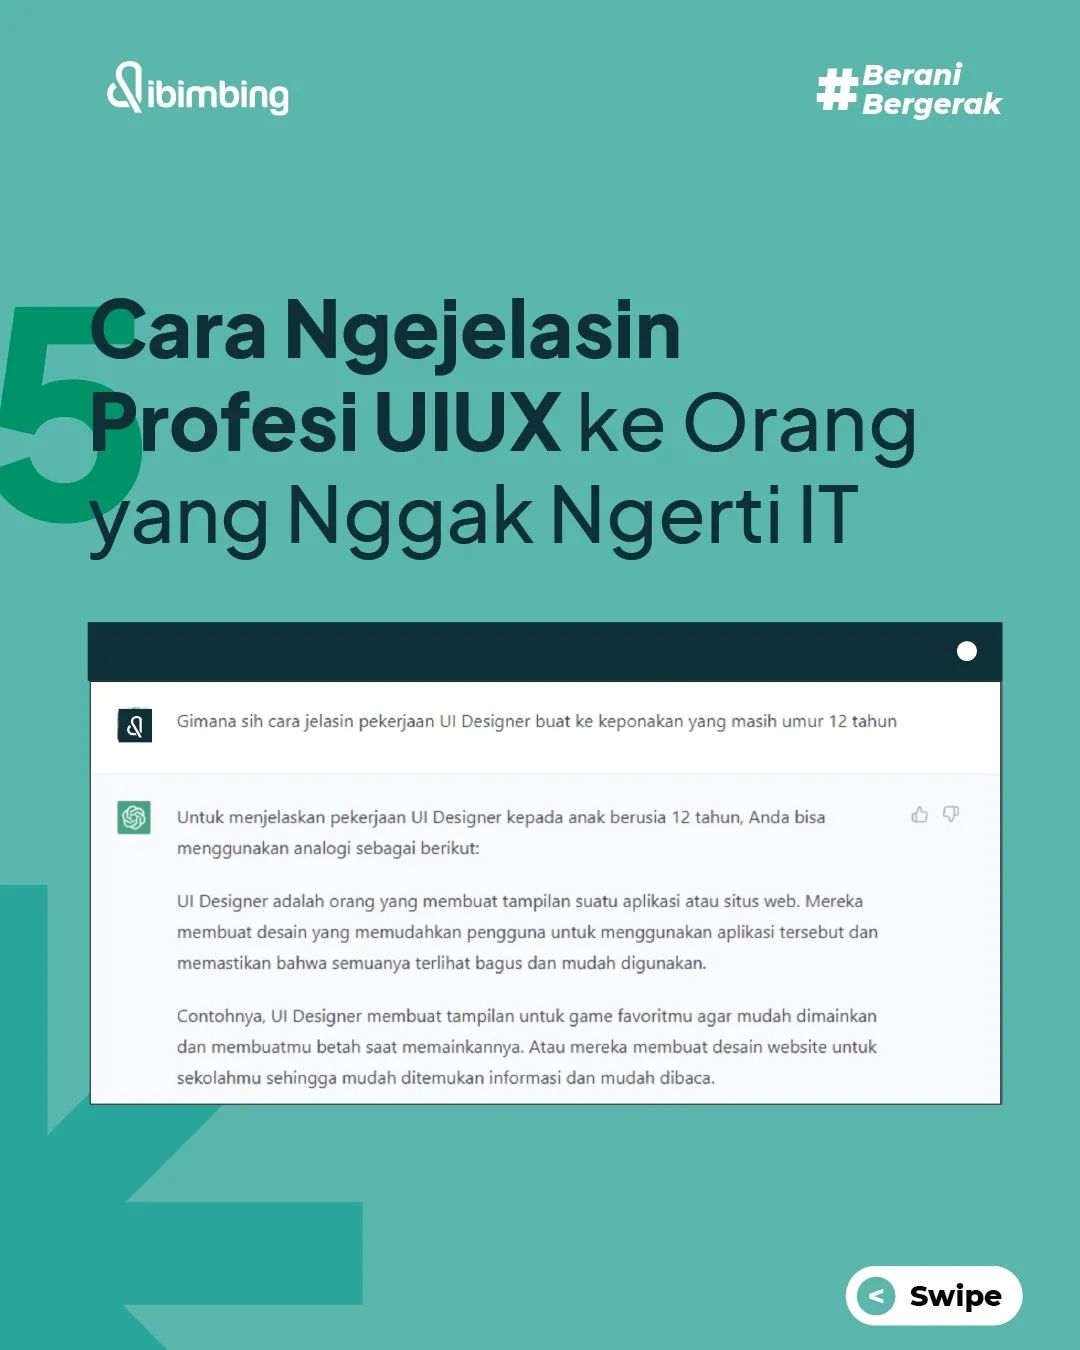 dibimbing
#Berani
Bergerak
5
Cara Ngejelasin
Profesi UIUX ke Orang
yang Nggak Ngerti IT
Gimana sih cara jelasin pekerjaan UI Designer buat ke keponakan yang masih umur 12 tahun
Untuk menjelaskan pekerjaan UI Designer kepada anak berusia 12 tahun, Anda bisa
menggunakan analogi sebagai berikut:
UI Designer adalah orang yang membuat tampilan suatu aplikasi atau situs web. Mereka
membuat desain yang memudahkan pengguna untuk menggunakan aplikasi tersebut dan
memastikan bahwa semuanya terlihat bagus dan mudah digunakan.
Contohnya, UI Designer membuat tampilan untuk game favoritmu agar mudah dimainkan
dan membuatmu betah saat memainkannya. Atau mereka membuat desain website untuk
sekolahmu sehingga mudah ditemukan informasi dan mudah dibaca.
< Swipe